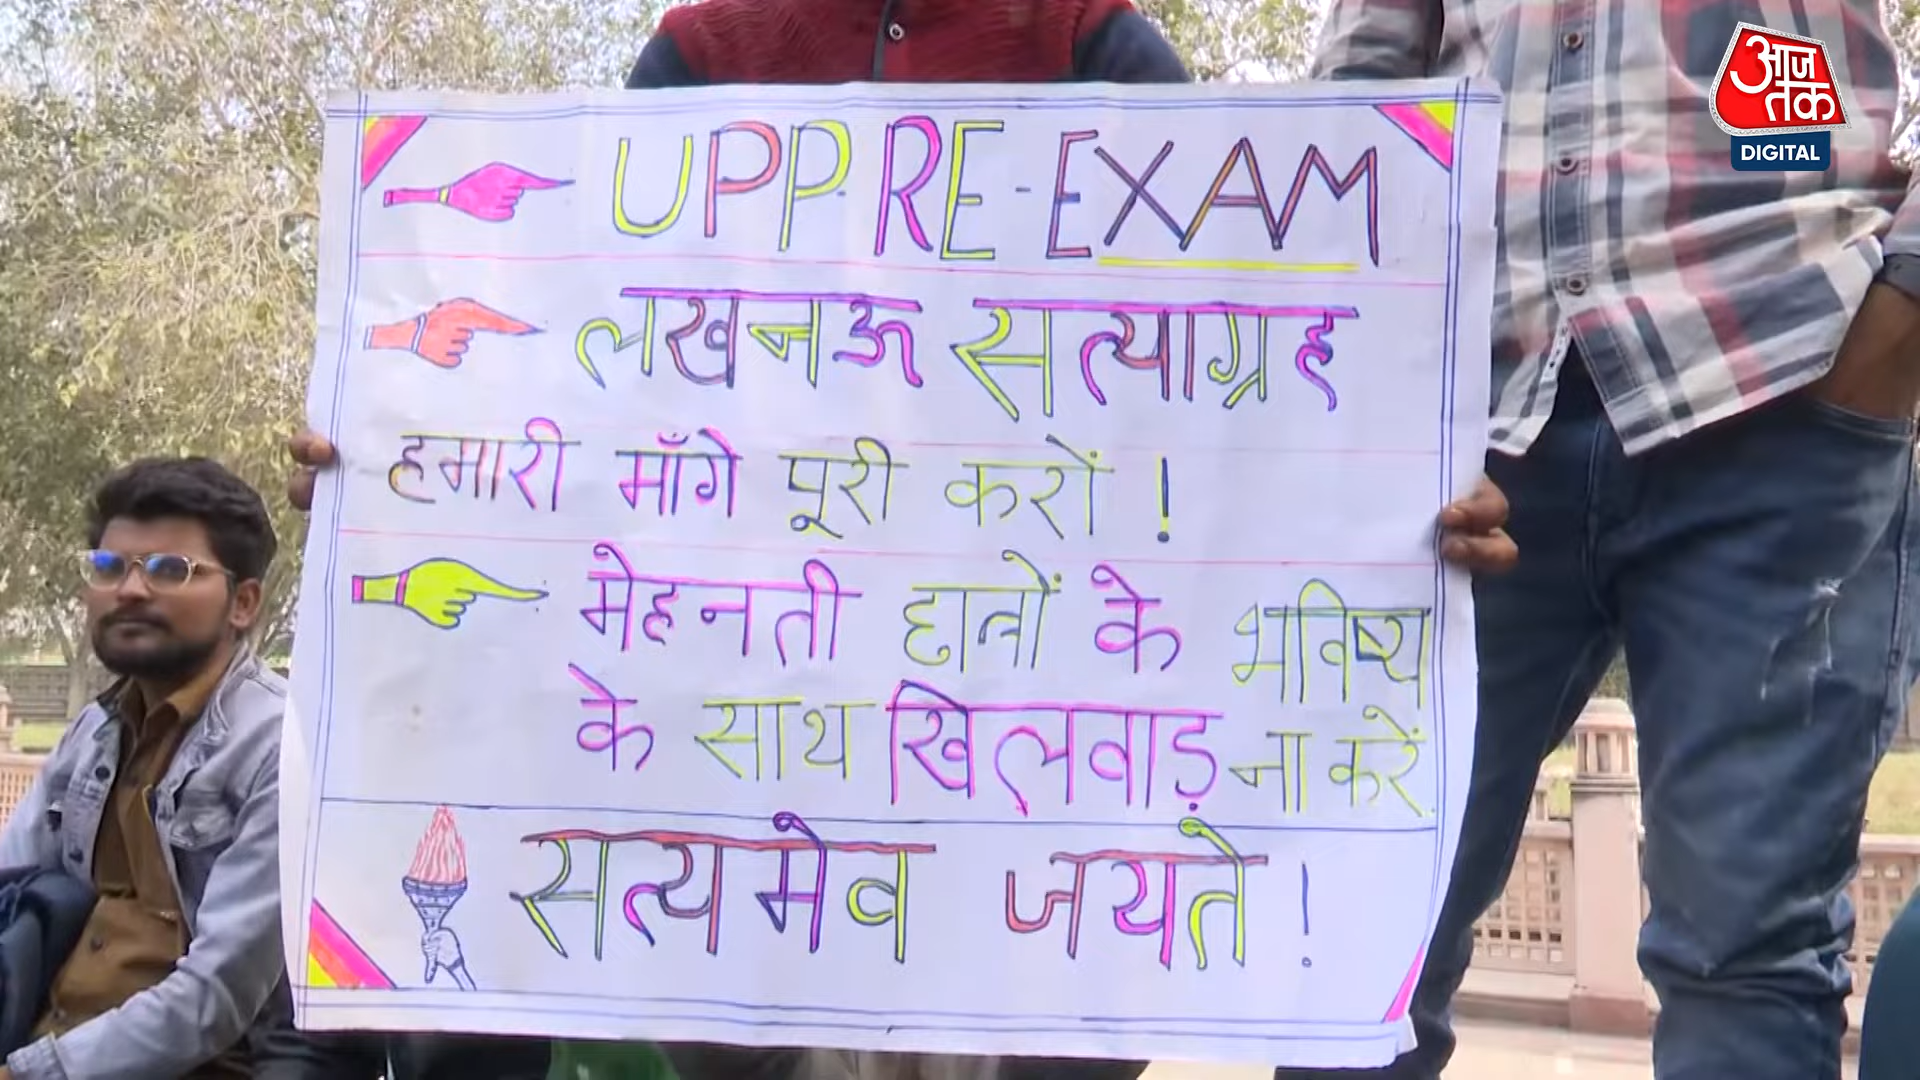 आज
तक
DIGITAL
UPP RE-EXAM
लखनऊ सत्याग्रह
हमारी माँगे पूरी करों !
मेहनती छात्रों के भविष्य
के साथ खिलवाड़ ना करें.
सत्यमेव जयते !